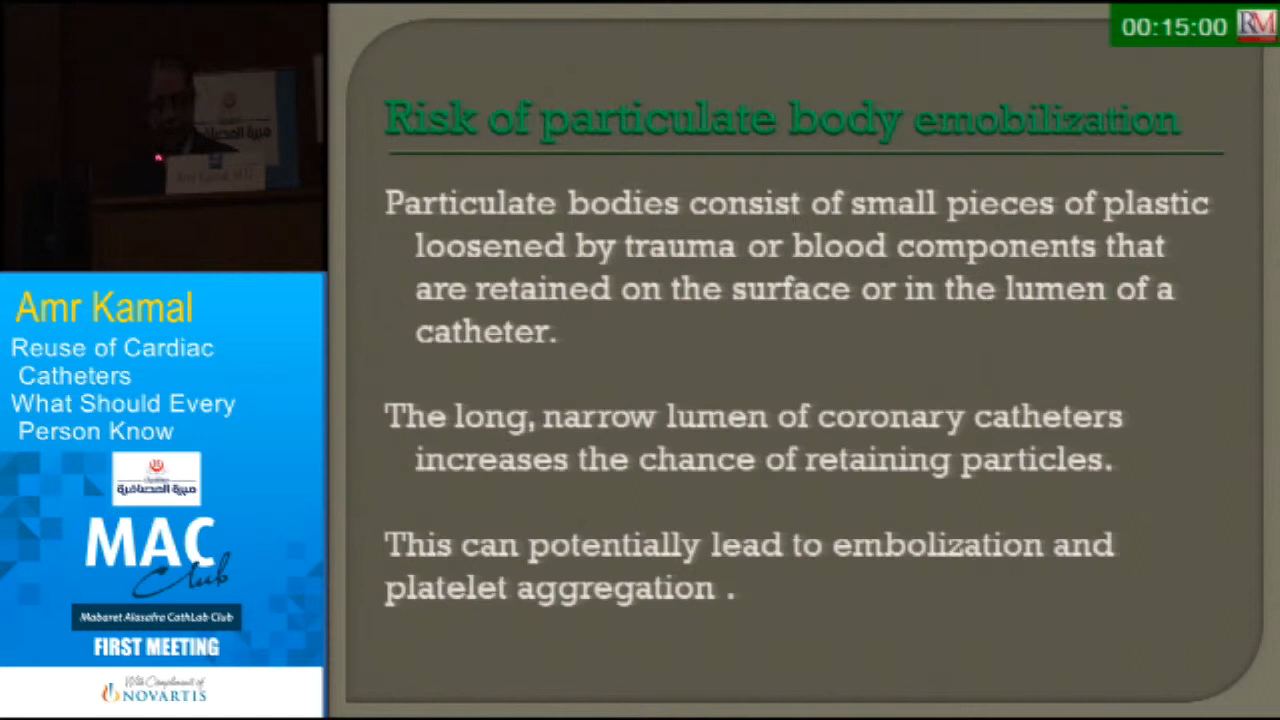 00:15:00
RM
Risk of particulate body emobilization
Particulate bodies consist of small pieces of plastic
loosened by trauma or blood components that
are retained on the surface or in the lumen of a
catheter.
The long, narrow lumen of coronary catheters
increases the chance of retaining particles.
This can potentially lead to embolization and
platelet aggregation .
Amr Kamal
Reuse of Cardiac
Catheters
What Should Every
Person Know
MAC
Club
Mabaret Alasafra CathLab Club
FIRST MEETING
With Compliment of
NOVARTIS